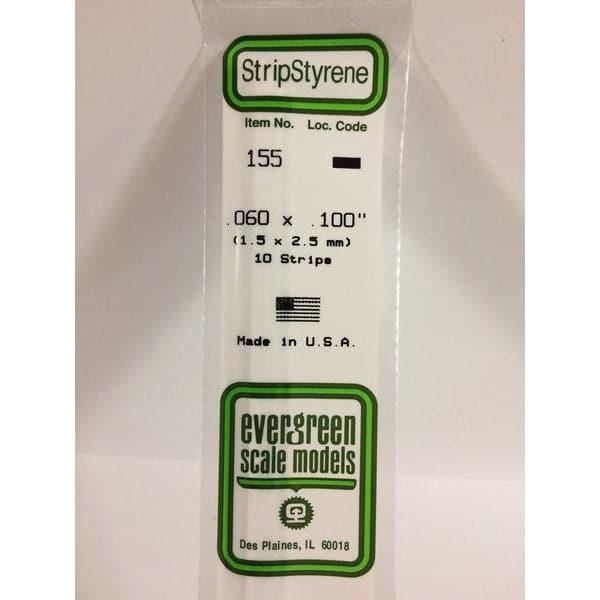 StripStyrene
Item No. Loc. Code
155
.060 x .100"
(1.5 x 2.5 mm)
10 Strips
Made in U.S.A.
evergreen
scale models
Des Plaines, IL 60018